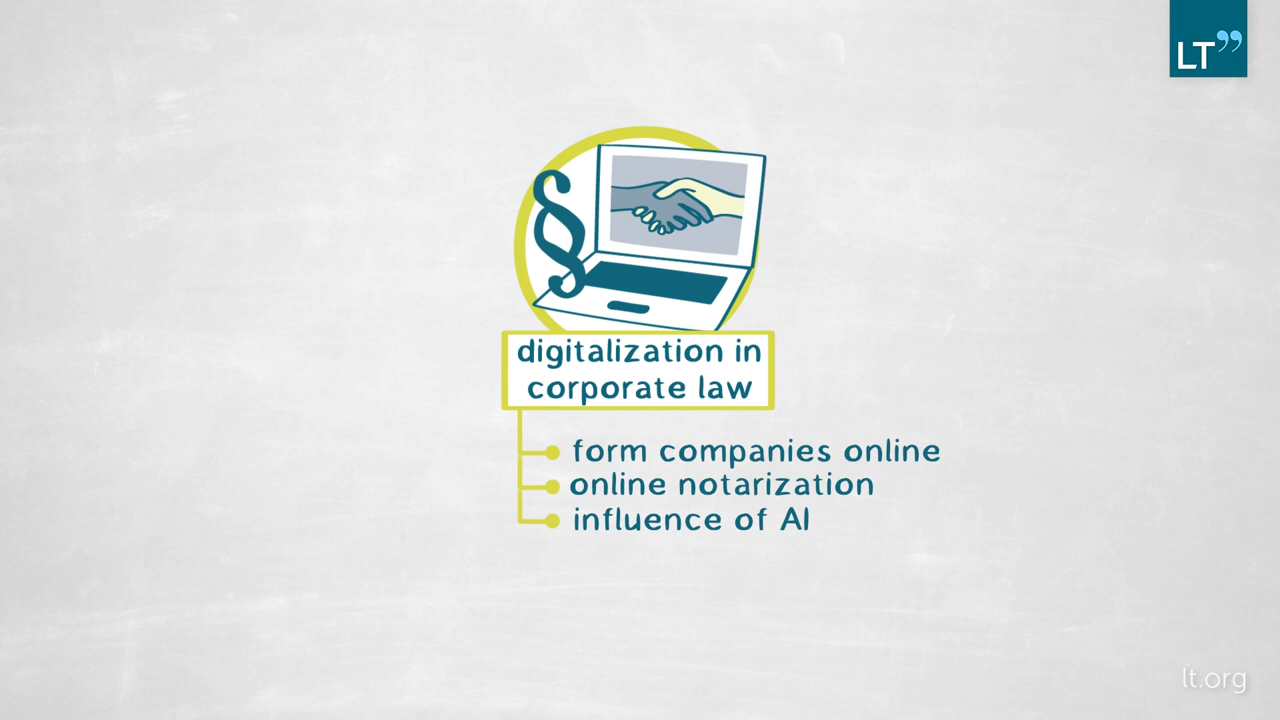 LT”
§
digitalization in
corporate law
form companies online
online notarization
influence of AI
lt.org